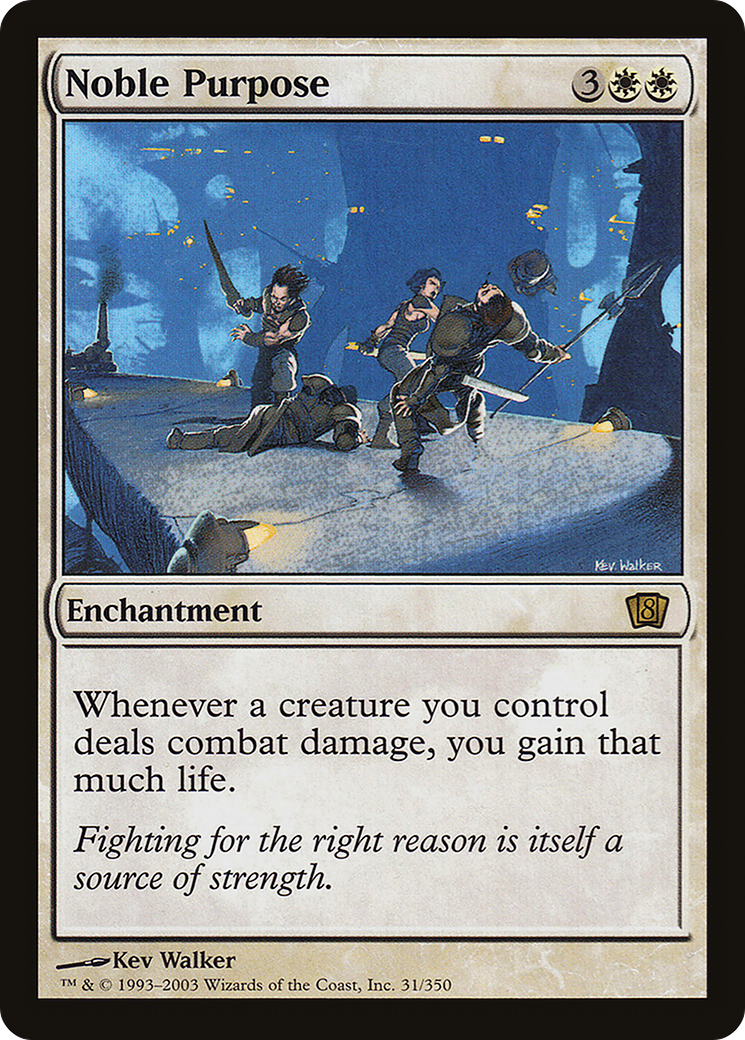 Noble Purpose 3
Kev. Walker
Enchantment 8
Whenever a creature you control
deals combat damage, you gain that
much life.
Fighting for the right reason is itself a
source of strength.
Kev Walker
™ & © 1993–2003 Wizards of the Coast, Inc. 31/350